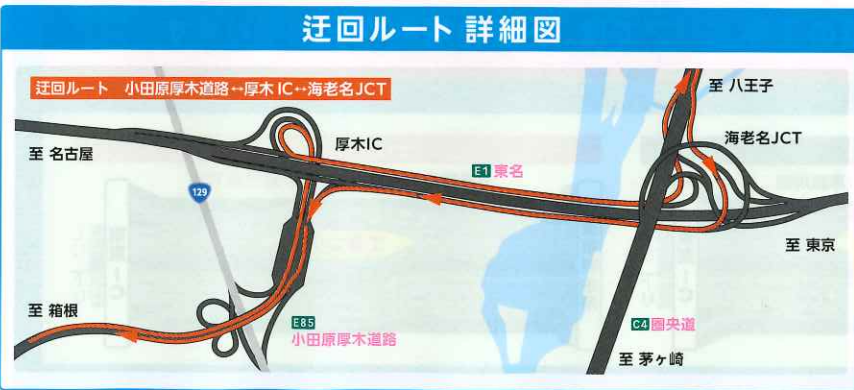 迂回ルート 詳細図
迂回ルート 小田原厚木道路↔厚木IC↔海老名JCT
至 八王子
厚木IC
海老名JCT
至 名古屋
E1 東名
129
至 東京
至 箱根
E85
小田原厚木道路
C4 圏央道
至 茅ヶ崎